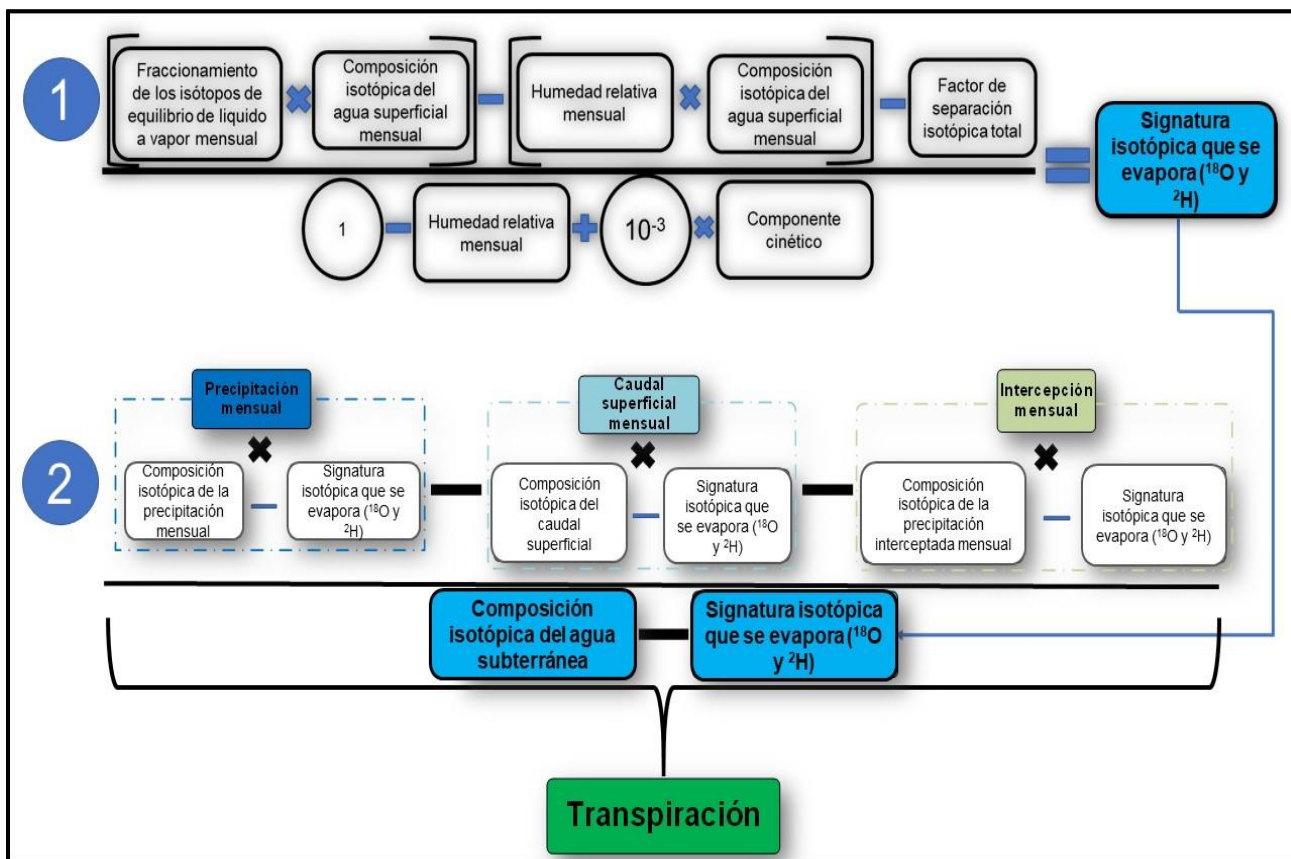 1
Fraccionamiento
de los isótopos de
equilibrio de liquido
a vapor mensual
Composición
isotópica del
agua superficial
mensual
Humedad relativa
mensual
Composición
isotópica del
agua superficial
mensual
Factor de
separación
isotópica total
1
Humedad relativa
mensual
10-3
Componente
cinético
Signatura
isotópica que se
evapora (18O y
2H)
2
Precipitación
mensual
Composición
isotópica de la
precipitación
mensual
Signatura
isotópica que se
evapora (18O y
2H)
Caudal
superficial
mensual
Composición
isotópica del
caudal
superficial
Signatura
isotópica que
se evapora (18O
y 2H)
Intercepción
mensual
Composición
isotópica de la
precipitación
interceptada mensual
Signatura
isotópica que se
evapora (18O y 2H)
Composición
isotópica del agua
subterránea
Signatura isotópica
que se evapora (18O
y 2H)
Transpiración